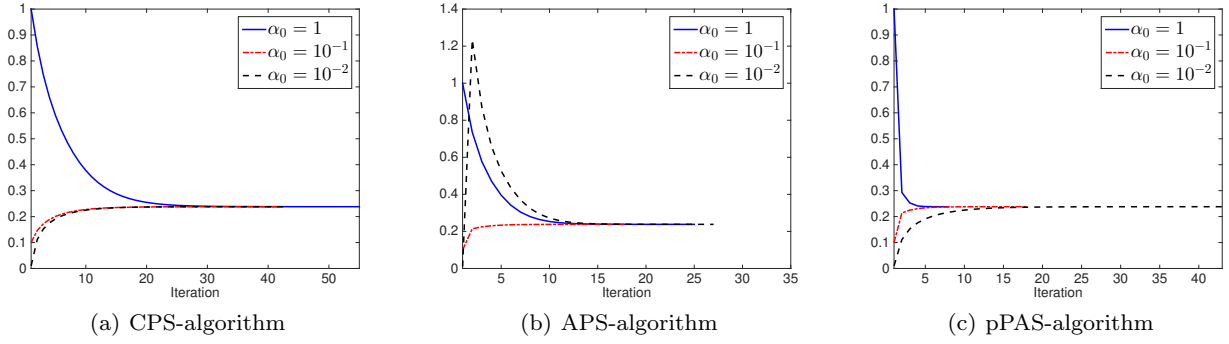 1
0.9
0.8
0.7
0.6
0.5
0.4
0.3
0.2
0.1
0
10 20 30 40 50
Iteration
α₀ = 1
α₀ = 10⁻¹
α₀ = 10⁻²
(a) CPS-algorithm
1.4
1.2
1
0.8
0.6
0.4
0.2
0
5 10 15 20 25 30 35
Iteration
α₀ = 1
α₀ = 10⁻¹
α₀ = 10⁻²
(b) APS-algorithm
1
0.9
0.8
0.7
0.6
0.5
0.4
0.3
0.2
0.1
0
5 10 15 20 25 30 35 40
Iteration
α₀ = 1
α₀ = 10⁻¹
α₀ = 10⁻²
(c) pPAS-algorithm